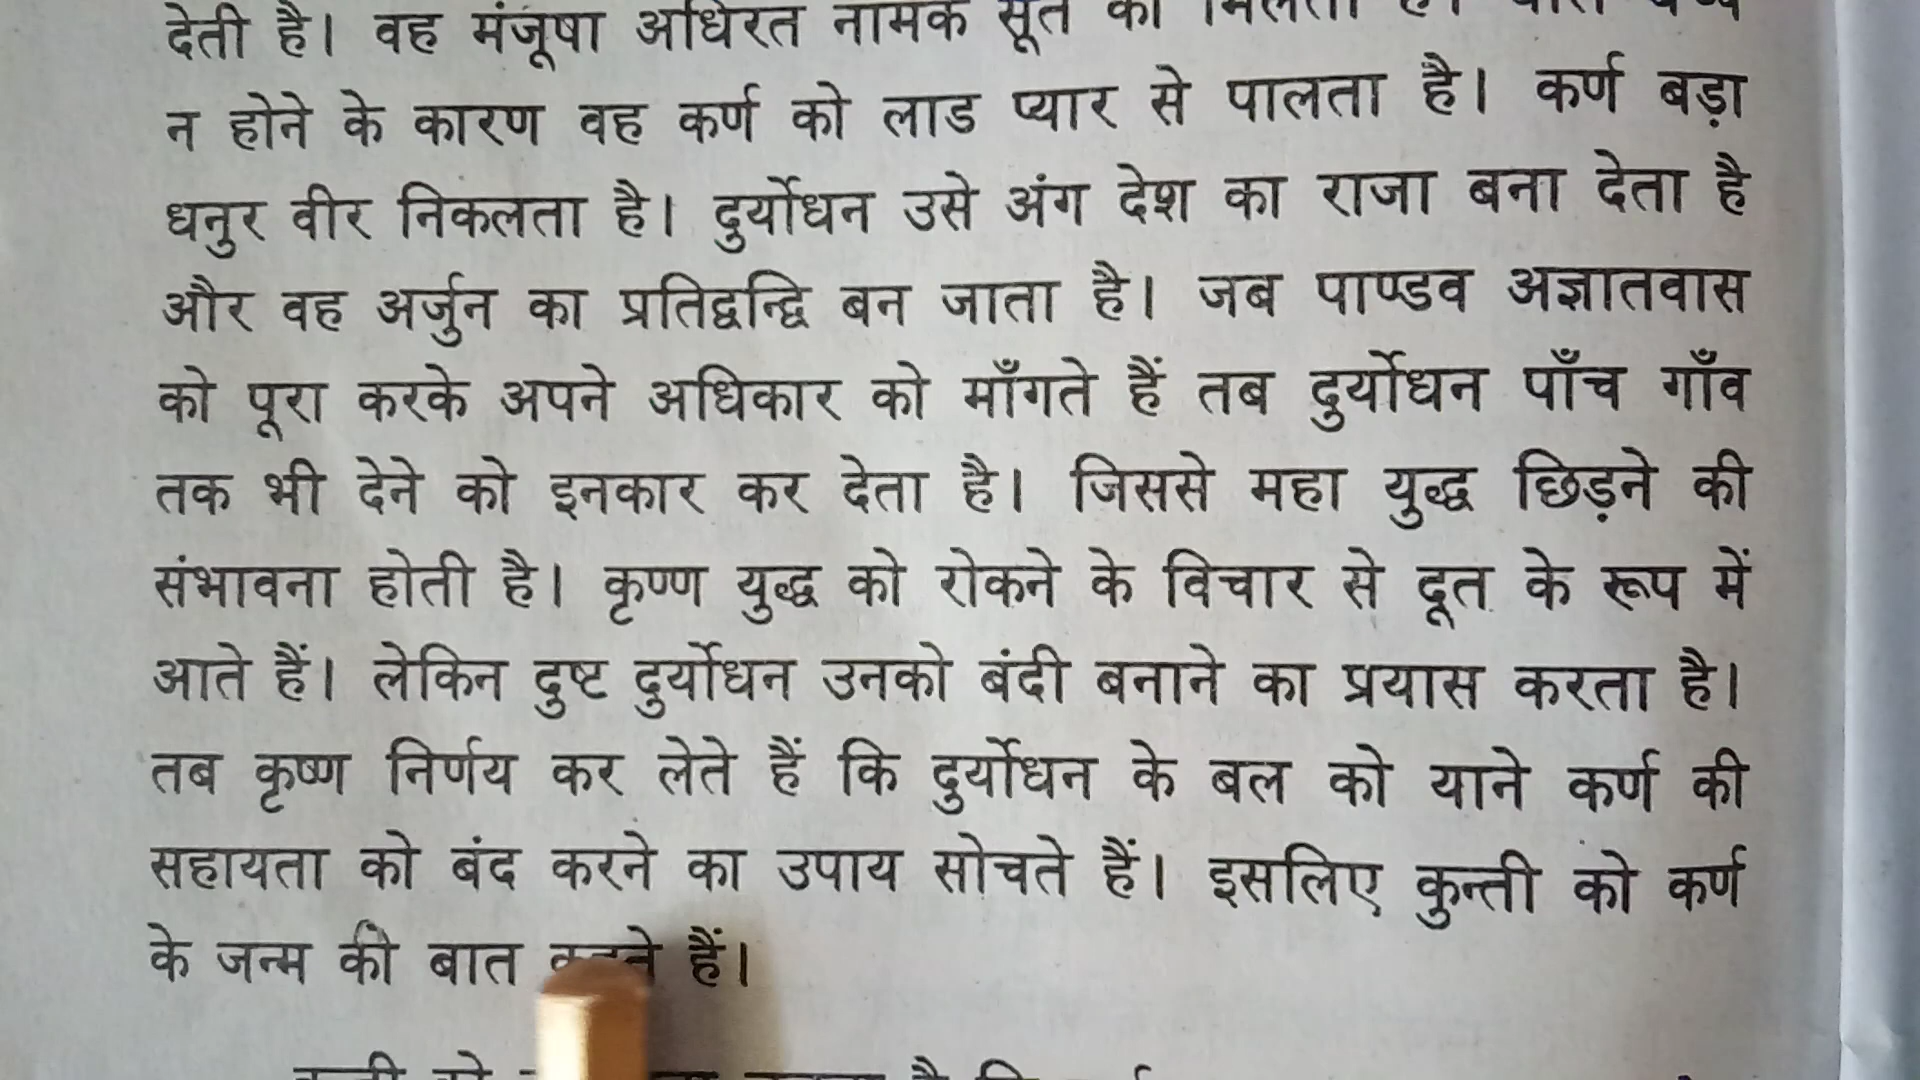 देती है। वह मंजूषा अधिरत नामक सूत को मिलता है।
न होने के कारण वह कर्ण को लाड प्यार से पालता है। कर्ण बड़ा
धनुर वीर निकलता है। दुर्योधन उसे अंग देश का राजा बना देता है
और वह अर्जुन का प्रतिद्वन्द्वि बन जाता है। जब पाण्डव अज्ञातवास
को पूरा करके अपने अधिकार को माँगते हैं तब दुर्योधन पाँच गाँव
तक भी देने को इनकार कर देता है। जिससे महा युद्ध छिड़ने की
संभावना होती है। कृण्ण युद्ध को रोकने के विचार से दूत के रूप में
आते हैं। लेकिन दुष्ट दुर्योधन उनको बंदी बनाने का प्रयास करता है।
तब कृष्ण निर्णय कर लेते हैं कि दुर्योधन के बल को याने कर्ण की
सहायता को बंद करने का उपाय सोचते हैं। इसलिए कुन्ती को कर्ण
के जन्म की बात हैं।